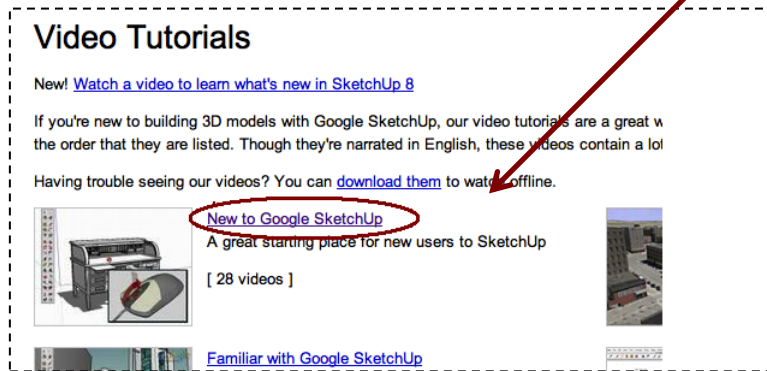 Video Tutorials
New! Watch a video to learn what's new in SketchUp 8
If you're new to building 3D models with Google SketchUp, our video tutorials are a great
the order that they are listed. Though they're narrated in English, these videos contain a lot
Having trouble seeing our videos? You can download them to watch offline.
New to Google SketchUp
A great starting place for new users to SketchUp
[ 28 videos ]
Familiar with Google SketchUp